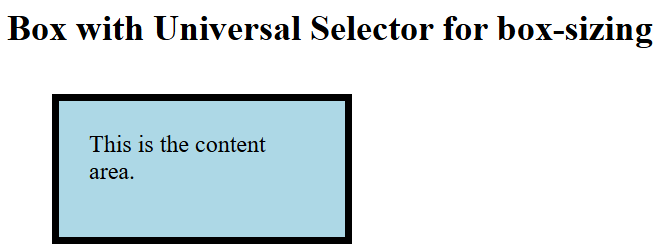 Box with Universal Selector for box-sizing
This is the content
area.